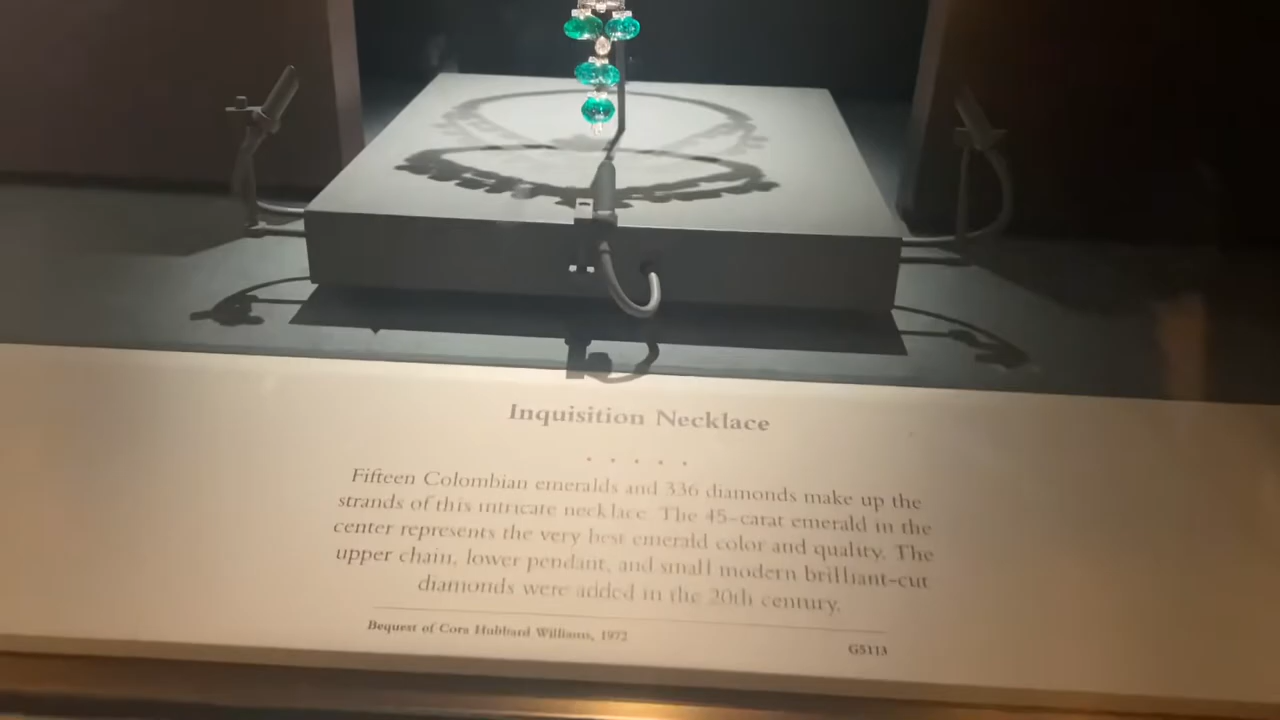 Inquisition Necklace
Fifteen Colombian emeralds and 336 diamonds make up the
strands of this intricate necklace. The 45-carat emerald in the
center represents the very best emerald color and quality. The
upper chain, lower pendant, and small modern brilliant-cut
diamonds were added in the 20th century.
Bequest of Cora Hubbard Williams, 1972
G5113